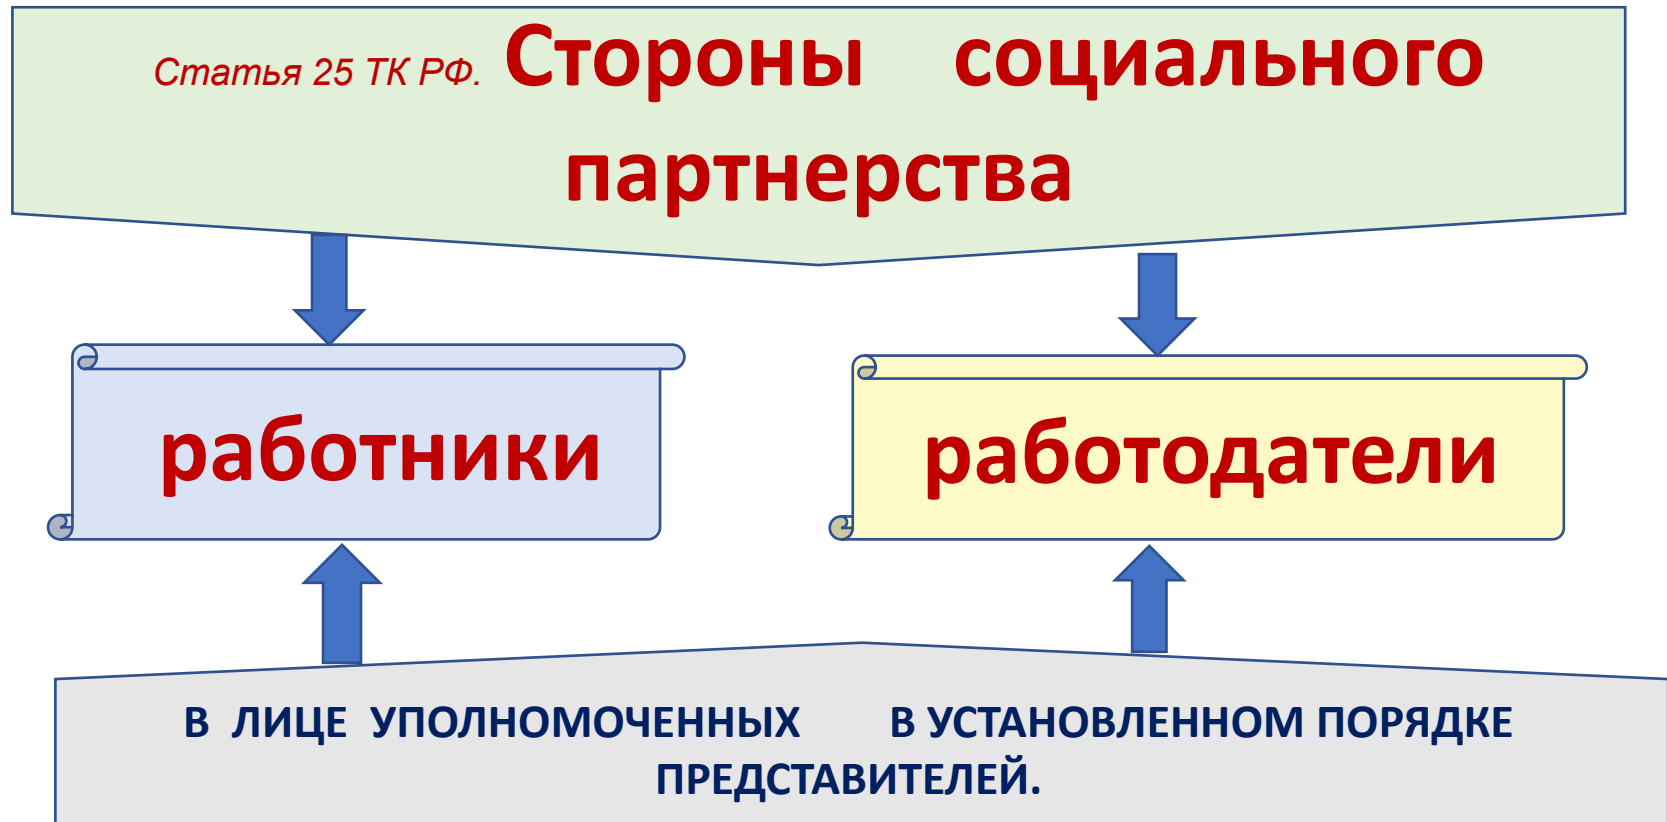 Статья 25 ТК РФ. Стороны социального
партнерства
работники
работодатели
В ЛИЦЕ УПОЛНОМОЧЕННЫХ В УСТАНОВЛЕННОМ ПОРЯДКЕ
ПРЕДСТАВИТЕЛЕЙ.